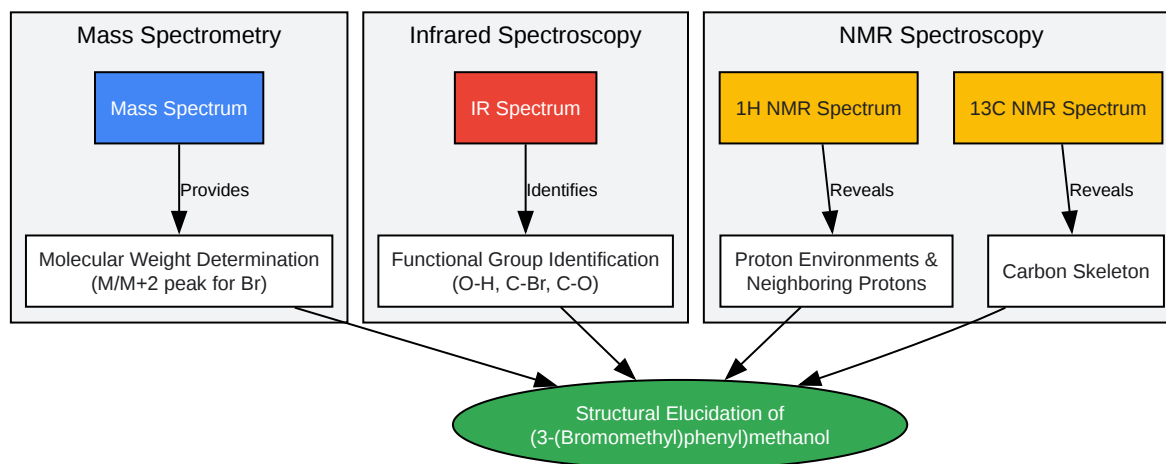 Mass Spectrometry
Infrared Spectroscopy
NMR Spectroscopy
Mass Spectrum
IR Spectrum
1H NMR Spectrum
13C NMR Spectrum
Provides
Identifies
Reveals
Reveals
Molecular Weight Determination
(M/M+2 peak for Br)
Functional Group Identification
(O-H, C-Br, C-O)
Proton Environments &
Neighboring Protons
Carbon Skeleton
Structural Elucidation of
(3-(Bromomethyl)phenyl)methanol